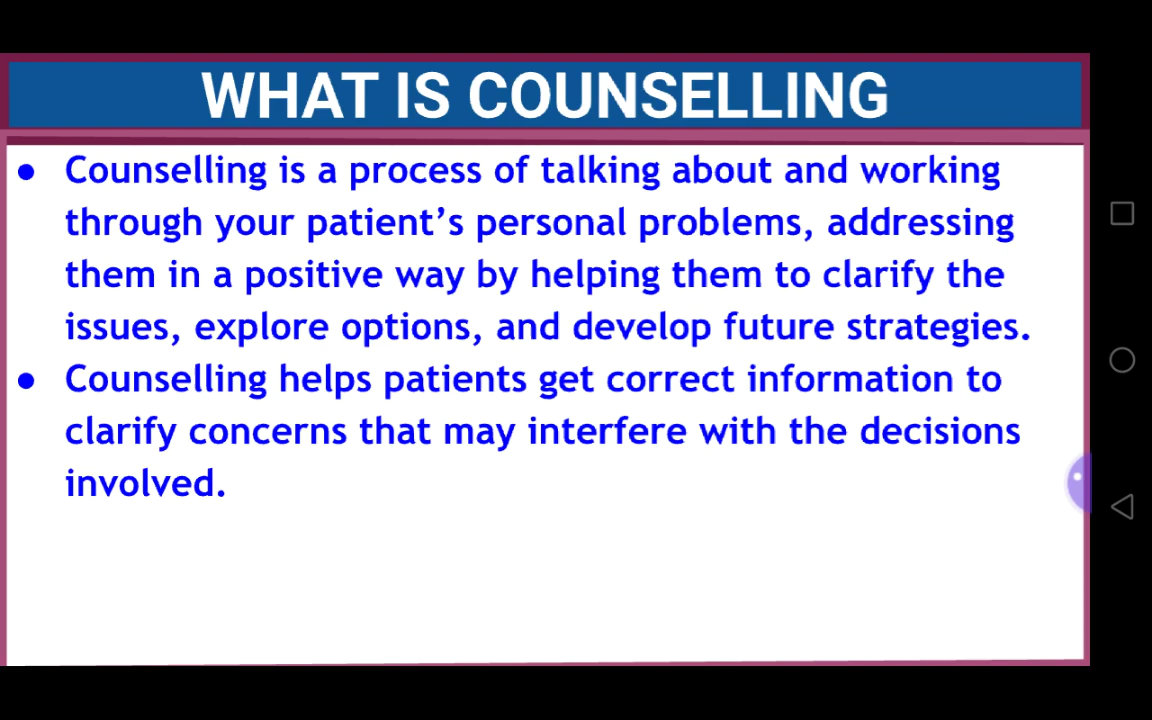 WHAT IS COUNSELLING
● Counselling is a process of talking about and working
through your patient’s personal problems, addressing
them in a positive way by helping them to clarify the
issues, explore options, and develop future strategies.
● Counselling helps patients get correct information to
clarify concerns that may interfere with the decisions
involved.